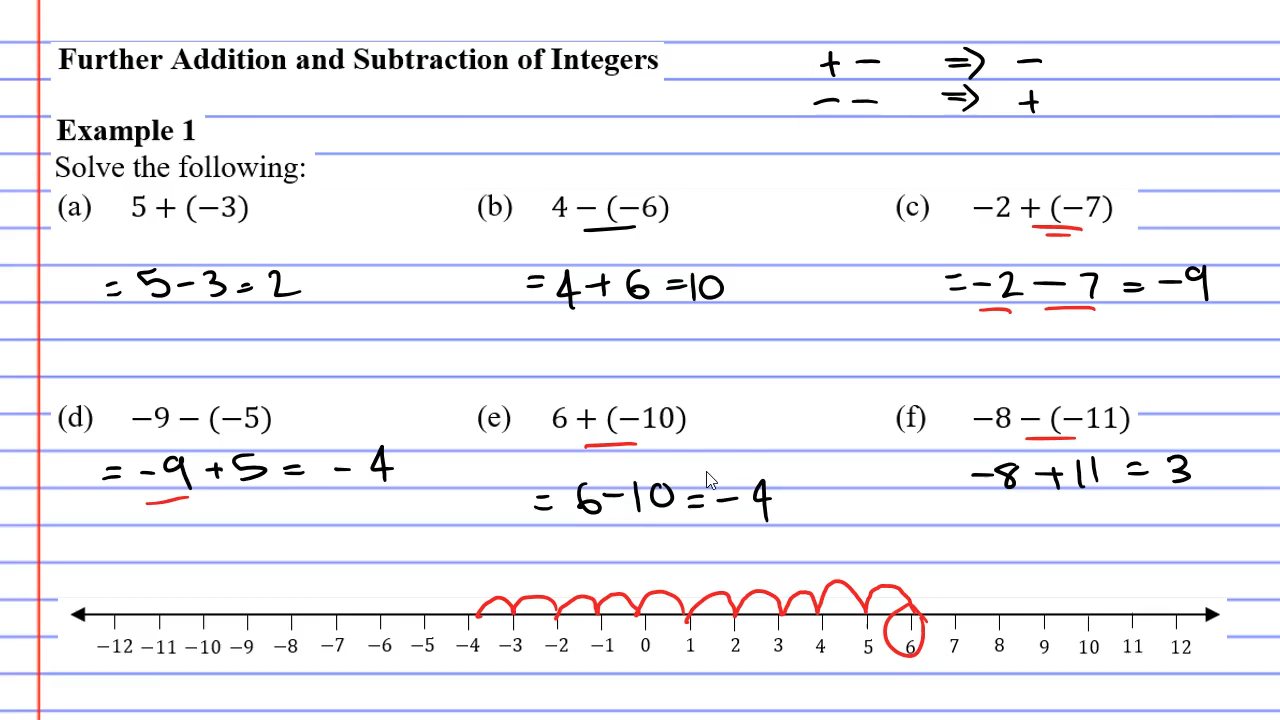 Further Addition and Subtraction of Integers
+ − ⇒ −
− − ⇒ +
Example 1
Solve the following:
(a) 5 + (−3) (b) 4 − (−6) (c) −2 + (−7)
= 5 − 3 = 2 = 4 + 6 = 10 = −2 − 7 = −9
(d) −9 − (−5) (e) 6 + (−10) (f) −8 − (−11)
= −9 + 5 = −4 = 6 − 10 = −4 −8 + 11 = 3
−12 −11 −10 −9 −8 −7 −6 −5 −4 −3 −2 −1 0 1 2 3 4 5 6 7 8 9 10 11 12